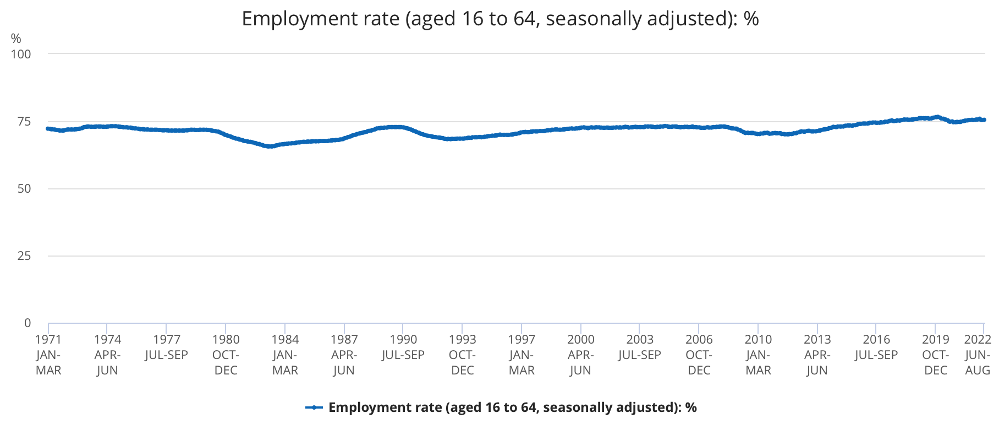 Employment rate (aged 16 to 64, seasonally adjusted): %
%
100
75
50
25
0
1971 1974 1977 1980 1984 1987 1990 1993 1997 2000 2003 2006 2010 2013 2016 2019 2022
JAN- APR- JUL-SEP OCT- JAN- APR- JUL-SEP OCT- JAN- APR- JUL-SEP OCT- JAN- APR- JUL-SEP OCT- JUN-
MAR JUN DEC MAR JUN DEC MAR JUN DEC MAR JUN DEC AUG
Employment rate (aged 16 to 64, seasonally adjusted): %